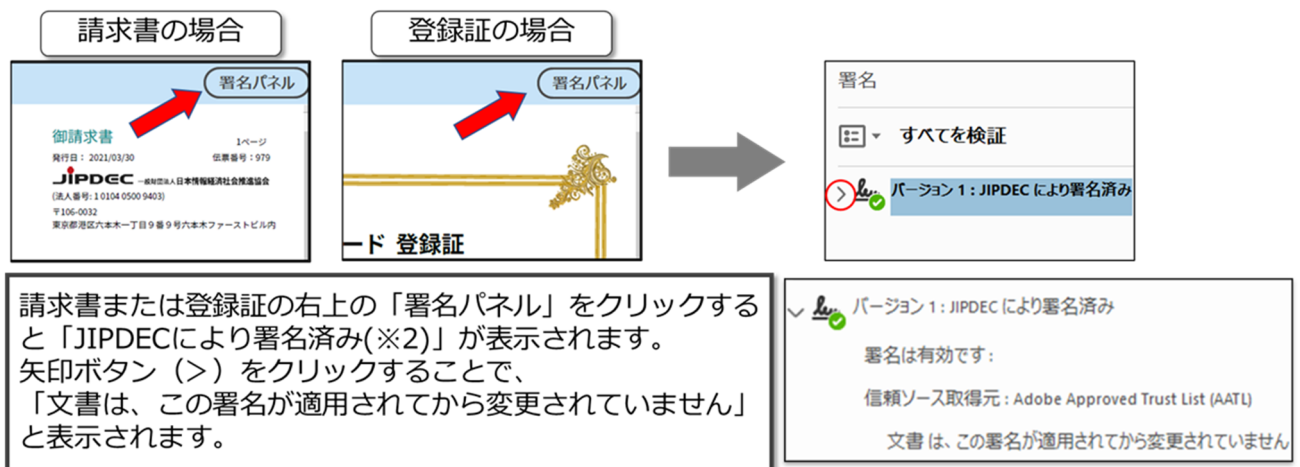 請求書の場合
登録証の場合
署名パネル
御請求書
1ページ
発行日： 2021/03/30
伝票番号：979
JIPDEC 一般財団法人日本情報経済社会推進協会
(法人番号: 1 0104 0500 9403)
〒106-0032
東京都港区六本木一丁目9番9号六本木ファーストビル内
署名パネル
ード 登録証
署名
すべてを検証
バージョン 1 : JIPDEC により署名済み
請求書または登録証の右上の「署名パネル」をクリックする
と「JIPDECにより署名済み(※2)」が表示されます。
矢印ボタン（＞）をクリックすることで、
「文書は、この署名が適用されてから変更されていません」
と表示されます。
バージョン 1 : JIPDEC により署名済み
署名は有効です :
信頼ソース取得元 : Adobe Approved Trust List (AATL)
文書 は、この署名が適用されてから変更されていません